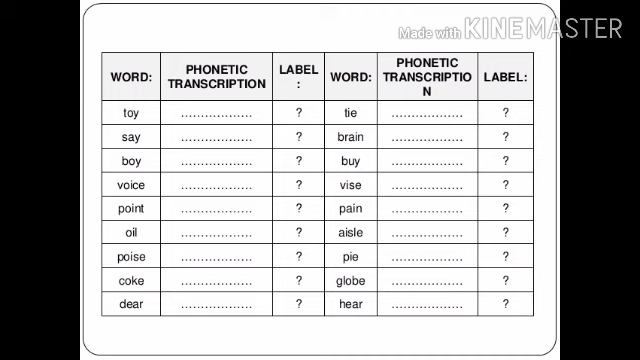 Made with KINEMASTER
WORD: PHONETIC TRANSCRIPTION LABEL : WORD: PHONETIC TRANSCRIPTIO N LABEL:
toy .................. ? tie .................. ?
say .................. ? brain .................. ?
boy .................. ? buy .................. ?
voice .................. ? vise .................. ?
point .................. ? pain .................. ?
oil .................. ? aisle .................. ?
poise .................. ? pie .................. ?
coke .................. ? globe .................. ?
dear .................. ? hear .................. ?